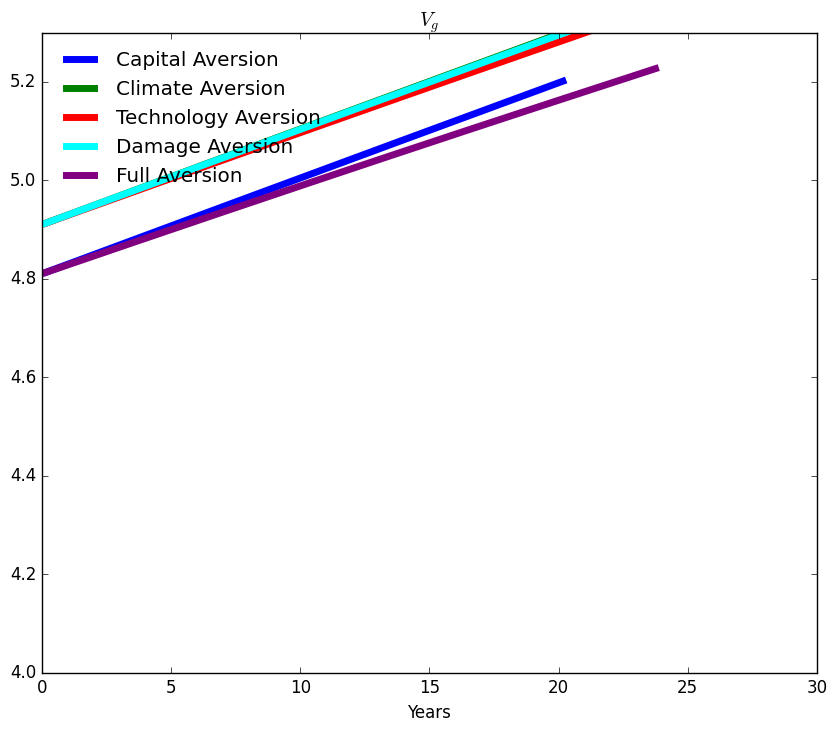 V_g
Capital Aversion
Climate Aversion
Technology Aversion
Damage Aversion
Full Aversion
5.2
5.0
4.8
4.6
4.4
4.2
4.0
0 5 10 15 20 25 30
Years